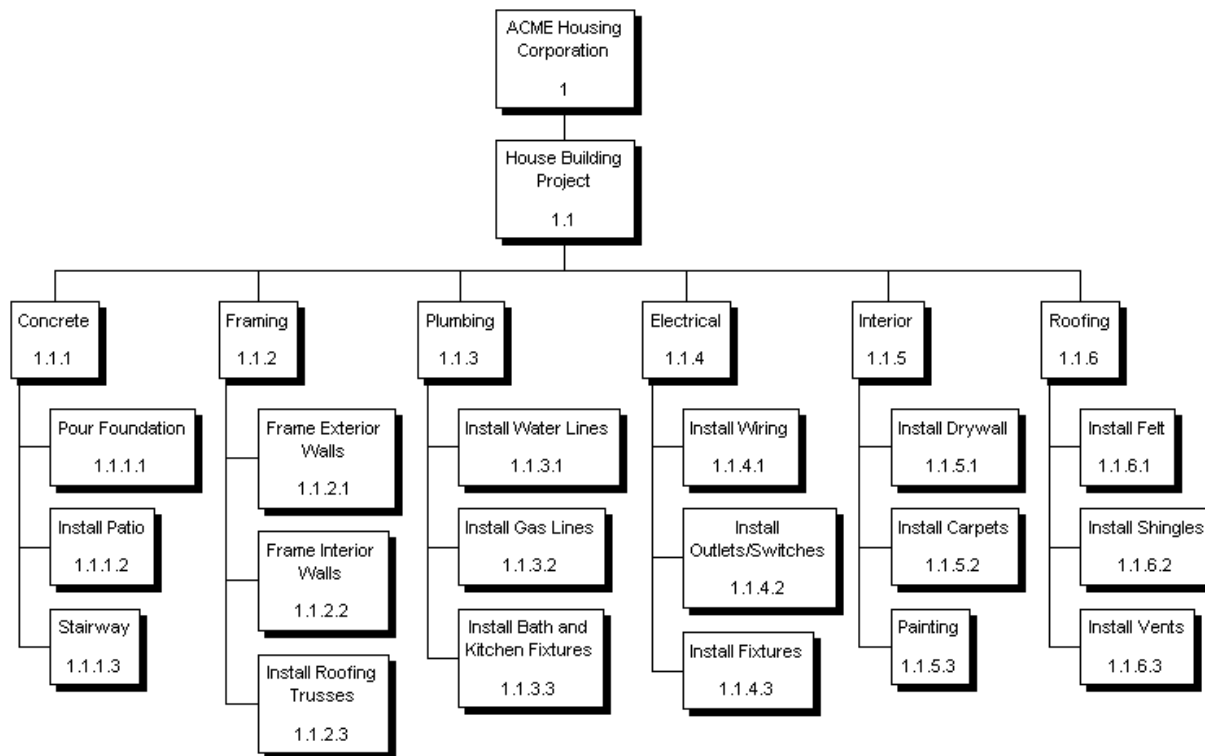 ACME Housing
Corporation
1
House Building
Project
1.1
Concrete
1.1.1
Framing
1.1.2
Plumbing
1.1.3
Electrical
1.1.4
Interior
1.1.5
Roofing
1.1.6
Pour Foundation
1.1.1.1
Install Patio
1.1.1.2
Stairway
1.1.1.3
Frame Exterior
Walls
1.1.2.1
Frame Interior
Walls
1.1.2.2
Install Roofing
Trusses
1.1.2.3
Install Water Lines
1.1.3.1
Install Gas Lines
1.1.3.2
Install Bath and
Kitchen Fixtures
1.1.3.3
Install Wiring
1.1.4.1
Install
Outlets/Switches
1.1.4.2
Install Fixtures
1.1.4.3
Install Drywall
1.1.5.1
Install Carpets
1.1.5.2
Painting
1.1.5.3
Install Felt
1.1.6.1
Install Shingles
1.1.6.2
Install Vents
1.1.6.3